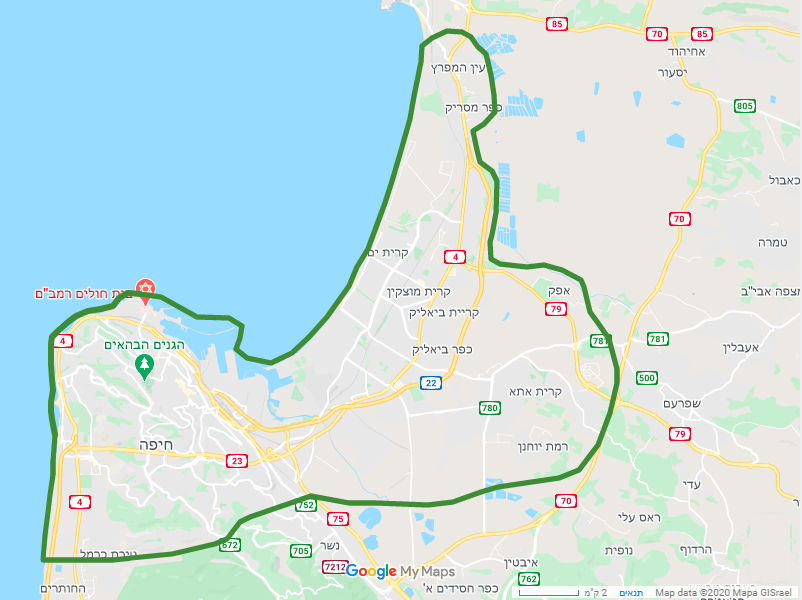 85
70
85
אחיהוד
יסעור
עין המפרץ
כפר מסריק
805
כאבול
70
טמרה
קרית ים
4
בית חולים רמב"ם
קרית מוצקין
אפק
מצפה אבי"ב
79
קריית ביאליק
4
הגנים הבהאים
כפר ביאליק
781
781
אעבלין
22
500
קרית אתא
שפרעם
780
79
חיפה
רמת יוחנן
23
עדי
4
752
70
75
ראס עלי
672
705
נשר
נופית
הרדוף
טירת כרמל
7212
Google My Maps
אבטין
762
החותרים
כפר חסידים א'
2 ק"מ
תנאים
Map data ©2020 Mapa GISrael